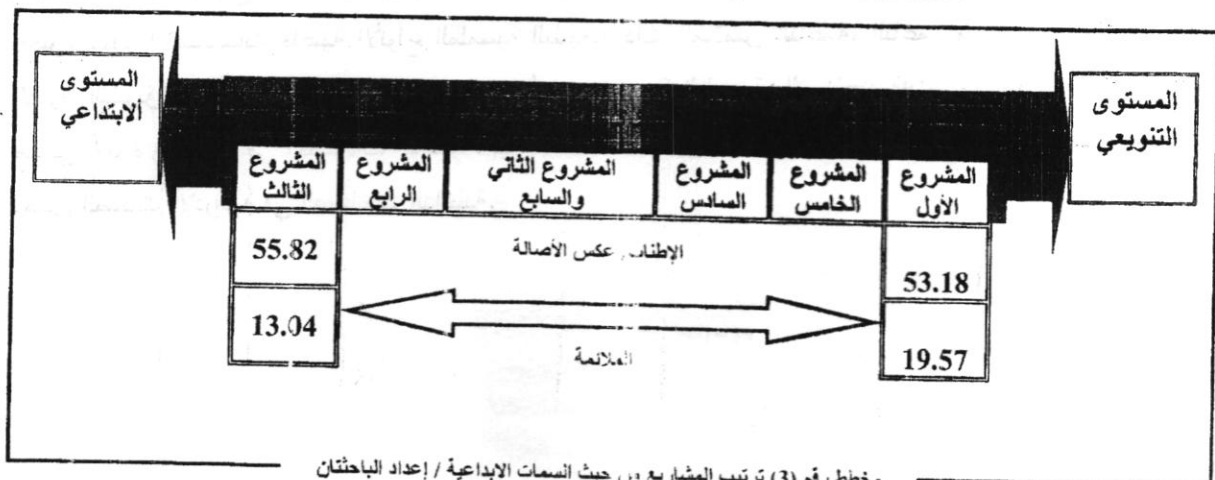 المستوى
التنويعي
المستوى
الابتداعي
المشروع
الأول
المشروع
الخامس
المشروع
السادس
المشروع الثاني
والسابع
المشروع
الرابع
المشروع
الثالث
الإطناب عكس الأصالة
53.18
55.82
الملائمة
19.57
13.04
مخطط رقم (3) ترتيب المشاريع من حيث السمات الابداعية / إعداد الباحثتان